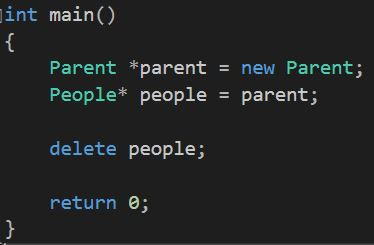 int main()
{
    Parent *parent = new Parent;
    People* people = parent;
    delete people;
    return 0;
}